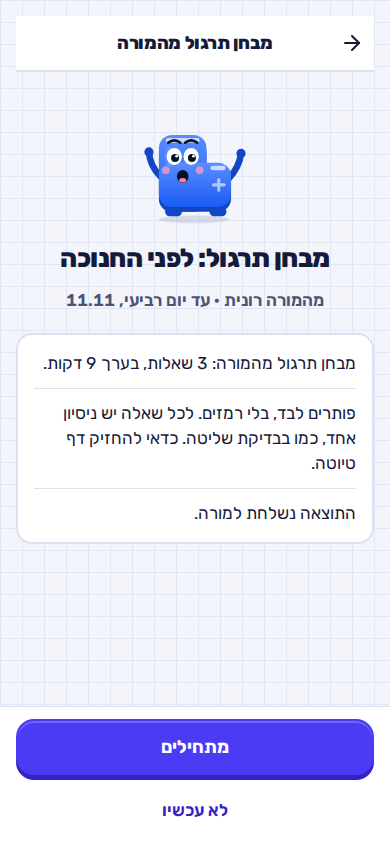 מבחן תרגול מהמורה
מבחן תרגול: לפני החנוכה
מהמורה רונית • עד יום רביעי, 11.11
מבחן תרגול מהמורה: 3 שאלות, בערך 9 דקות.
פותרים לבד, בלי רמזים. לכל שאלה יש ניסיון
אחד, כמו בבדיקת שליטה. כדאי להחזיק דף
טיוטה.
התוצאה נשלחת למורה.
מתחילים
לא עכשיו